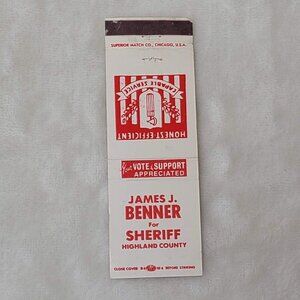 SUPERIOR MATCH CO., CHICAGO, U.S.A.
HONEST EFFICIENT
CAPABLE SERVICE
Your VOTE & SUPPORT
APPRECIATED
JAMES J.
BENNER
For
SHERIFF
HIGHLAND COUNTY
CLOSE COVER BEFORE STRIKING